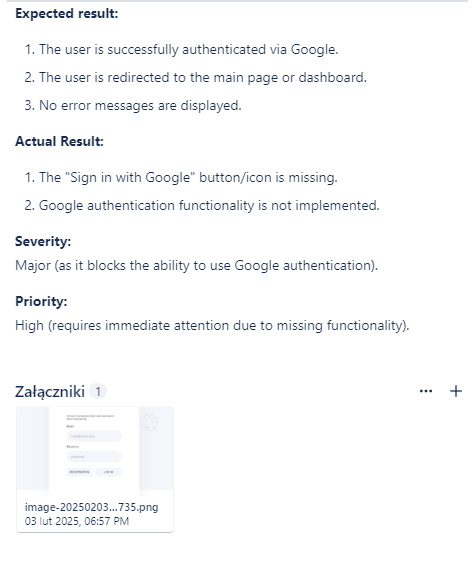 Expected result:
1. The user is successfully authenticated via Google.
2. The user is redirected to the main page or dashboard.
3. No error messages are displayed.
Actual Result:
1. The "Sign in with Google" button/icon is missing.
2. Google authentication functionality is not implemented.
Severity:
Major (as it blocks the ability to use Google authentication).
Priority:
High (requires immediate attention due to missing functionality).
Załączniki 1
image-20250203...735.png
03 lut 2025, 06:57 PM